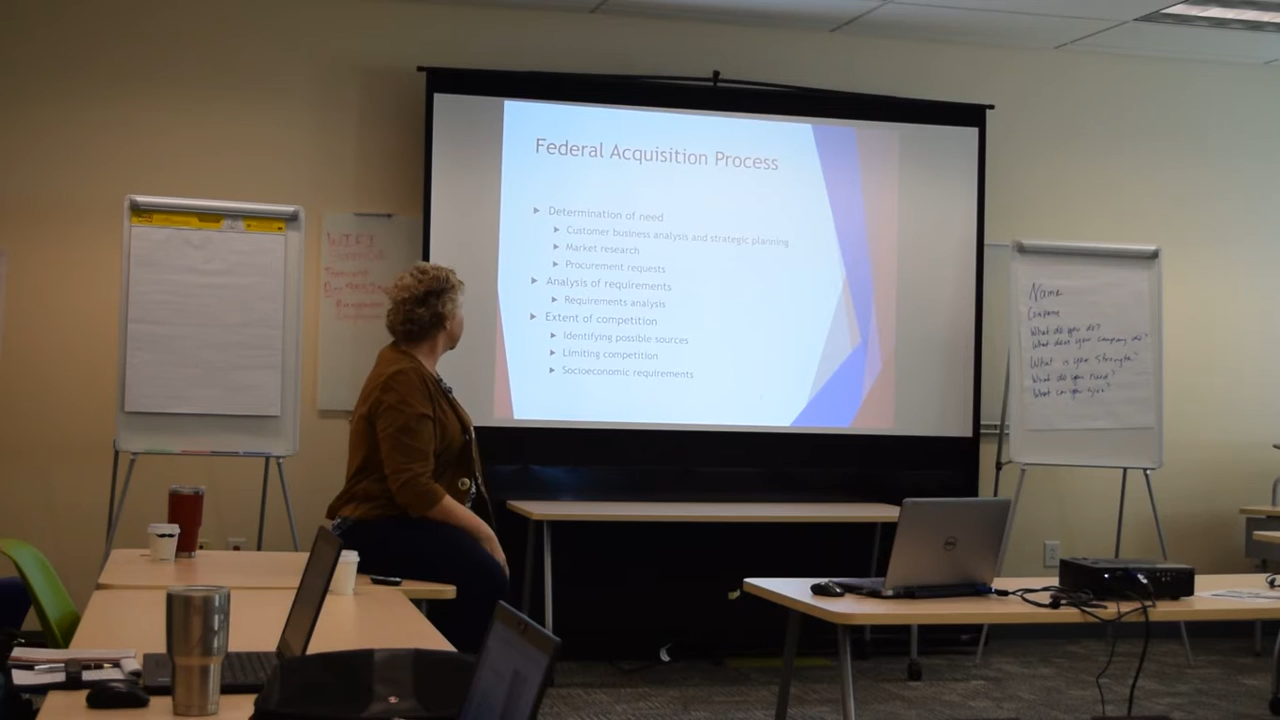 Federal Acquisition Process
Determination of need
Customer business analysis and strategic planning
Market research
Procurement requests
Analysis of requirements
Requirements analysis
Extent of competition
Identifying possible sources
Limiting competition
Socioeconomic requirements
WIFI
Name
Company
What do you do?
What does your company do?
What is your strength?
What do you need?
What can you give?
DELL